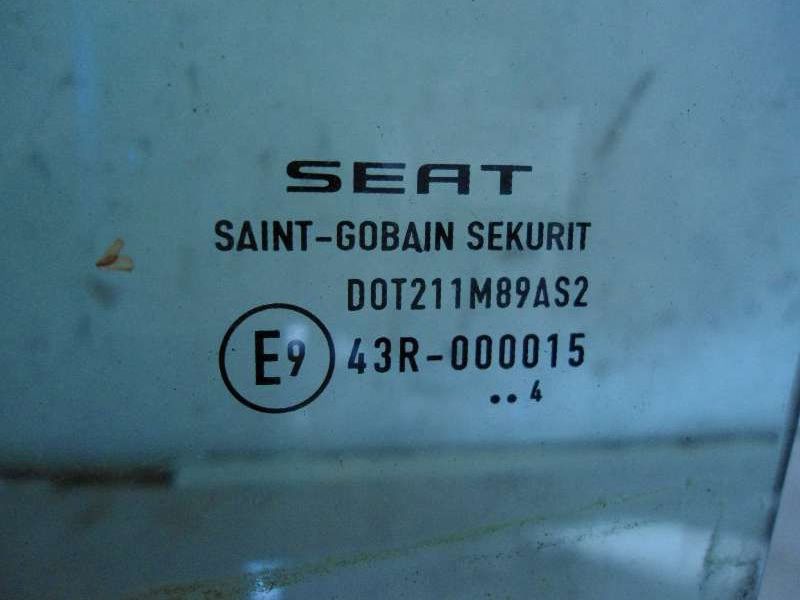 SEAT
SAINT-GOBAIN SEKURIT
DOT211M89AS2
E9 43R-000015
..4